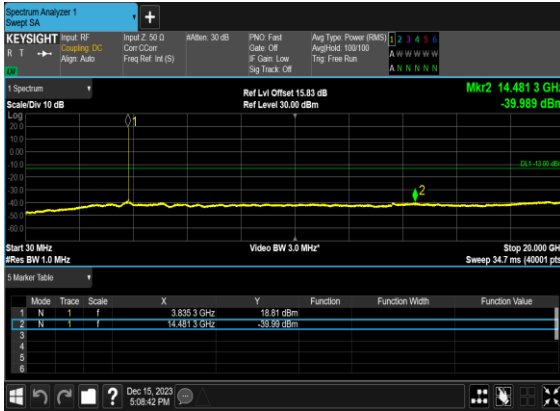 Spectrum Analyzer 1
Swept SA
+
KEYSIGHT Input: RF Input Z: 50 Ω #Atten: 30 dB PNO: Fast Avg Type: Power (RMS) 1 2 3 4 5 6
R T Coupling: DC Corr CCorr Gate: Off Avg|Hold: 100/100 A W W W W W
Align: Auto Freq Ref: Int (S) IF Gain: Low Trig: Free Run
Sig Track: Off A N N N N N
1 Spectrum Ref Lvl Offset 15.83 dB Mkr2 14.481 3 GHz
Scale/Div 10 dB Ref Level 30.00 dBm -39.989 dBm
Log
20.0
1
10.0
0.00
-10.0
DL1 -13.00 dBm
-20.0
-30.0
2
-40.0
-50.0
-60.0
Start 30 MHz Video BW 3.0 MHz* Stop 20.000 GH
#Res BW 1.0 MHz Sweep 34.7 ms (40001 pts
5 Marker Table
Mode Trace Scale X Y Function Function Width Function Value
1 N 1 f 3.835 3 GHz 18.81 dBm
2 N 1 f 14.481 3 GHz -39.99 dBm
3
4
5
6
? Dec 15, 2023
5:08:42 PM